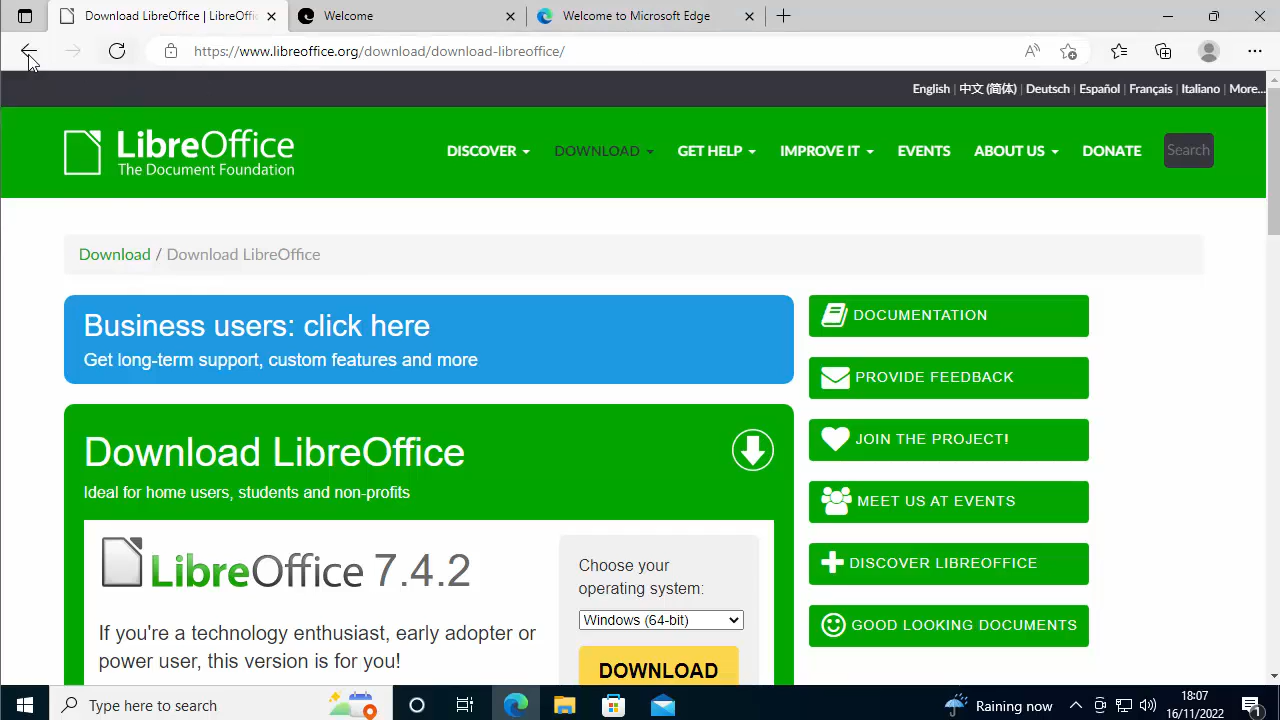 Download LibreOffice | LibreOffi
Welcome
Welcome to Microsoft Edge
https://www.libreoffice.org/download/download-libreoffice/
English | 中文 (简体) | Deutsch | Español | Français | Italiano | More...
LibreOffice
The Document Foundation
DISCOVER
DOWNLOAD
GET HELP
IMPROVE IT
EVENTS
ABOUT US
DONATE
Search
Download / Download LibreOffice
Business users: click here
Get long-term support, custom features and more
Download LibreOffice
Ideal for home users, students and non-profits
LibreOffice 7.4.2
If you're a technology enthusiast, early adopter or
power user, this version is for you!
Choose your
operating system:
Windows (64-bit)
DOWNLOAD
DOCUMENTATION
PROVIDE FEEDBACK
JOIN THE PROJECT!
MEET US AT EVENTS
DISCOVER LIBREOFFICE
GOOD LOOKING DOCUMENTS
Type here to search
Raining now
18:07
16/11/2022
1